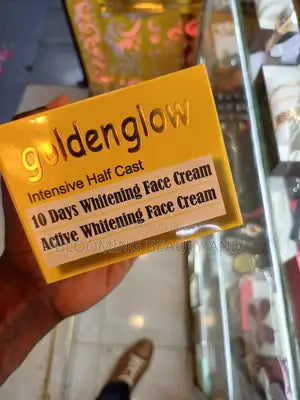 goldenglow
Intensive Half Cast
10 Days Whitening Face Cream
Active Whitening Face Cream
BLOOMING BEAUTY AND